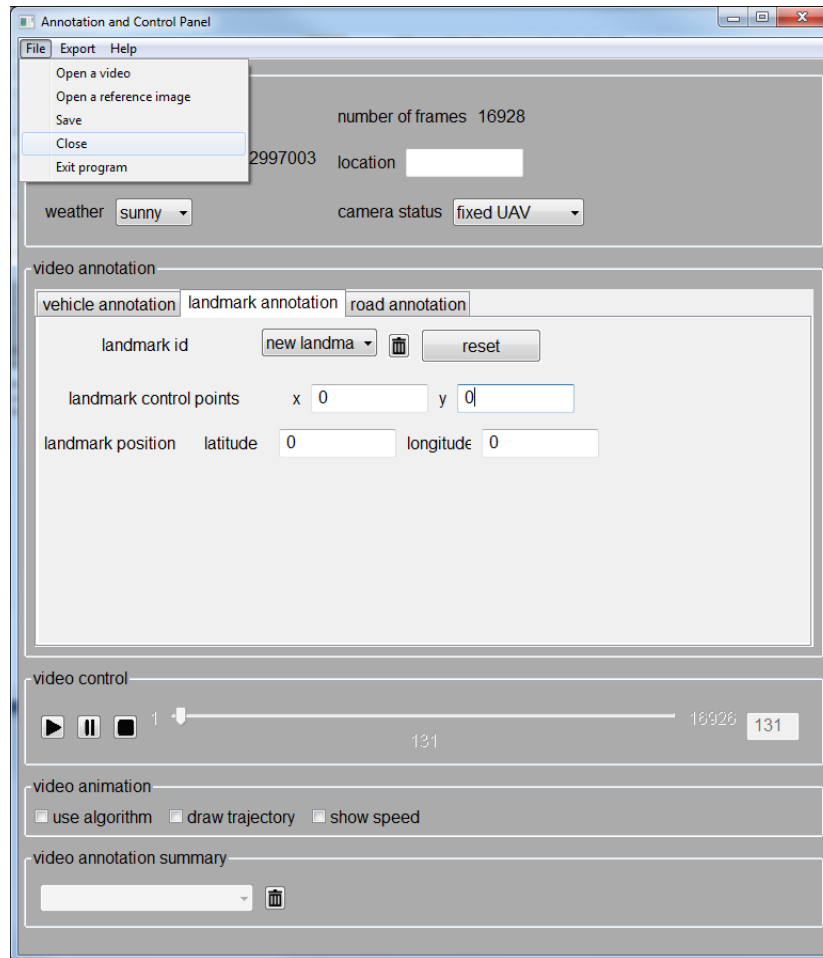 Annotation and Control Panel
File Export Help
Open a video
Open a reference image
Save
Close
Exit program
number of frames 16928
2997003 location
weather sunny camera status fixed UAV
video annotation
vehicle annotation landmark annotation road annotation
landmark id new landma reset
landmark control points x 0 y 0
landmark position latitude 0 longitude 0
video control
1 16926 131
131
video animation
use algorithm draw trajectory show speed
video annotation summary